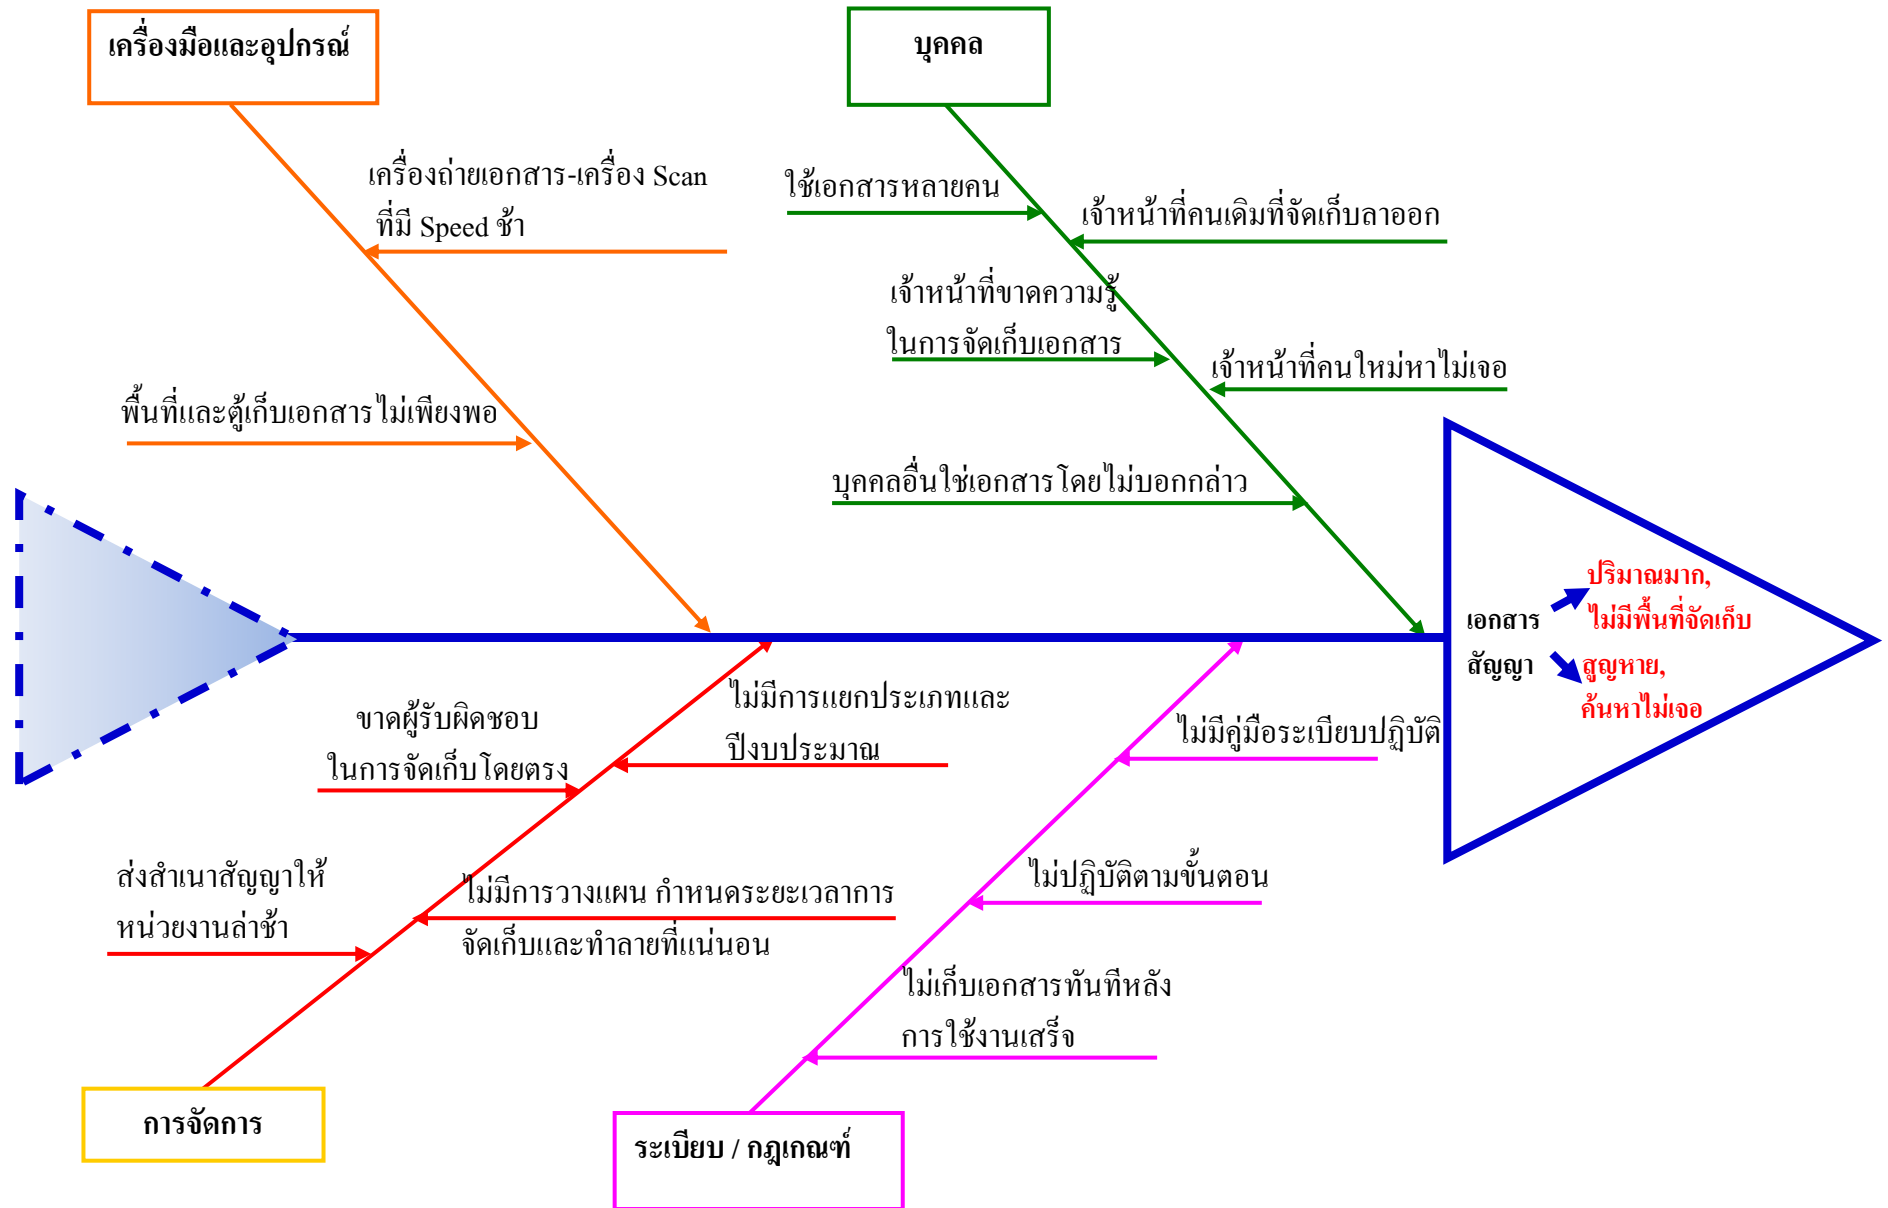 เครื่องมือและอุปกรณ์
บุคคล
เครื่องถ่ายเอกสาร-เครื่อง Scan
ที่มี Speed ช้า
ใช้เอกสารหลายคน
เจ้าหน้าที่คนเดิมที่จัดเก็บลาออก
เจ้าหน้าที่ขาดความรู้
ในการจัดเก็บเอกสาร
เจ้าหน้าที่คนใหม่หาไม่เจอ
พื้นที่และตู้เก็บเอกสารไม่เพียงพอ
บุคคลอื่นใช่เอกสารโดยไม่บอกกล่าว
เอกสาร
สัญญา
ปริมาณมาก,
ไม่มีพื้นที่จัดเก็บ
สูญหาย,
ค้นหาไม่เจอ
ขาดผู้รับผิดชอบ
ในการจัดเก็บโดยตรง
ไม่มีการแยกประเภทและ
ปีงบประมาณ
ไม่มีคู่มือระเบียบปฏิบัติ
ส่งสำเนาสัญญาให้
หน่วยงานล่าช้า
ไม่มีการวางแผน กำหนดระยะเวลาการ
จัดเก็บและทำลายที่แน่นอน
ไม่ปฏิบัติตามขั้นตอน
ไม่เก็บเอกสารทันทีหลัง
การใช้งานเสร็จ
การจัดการ
ระเบียบ / กฎเกณฑ์